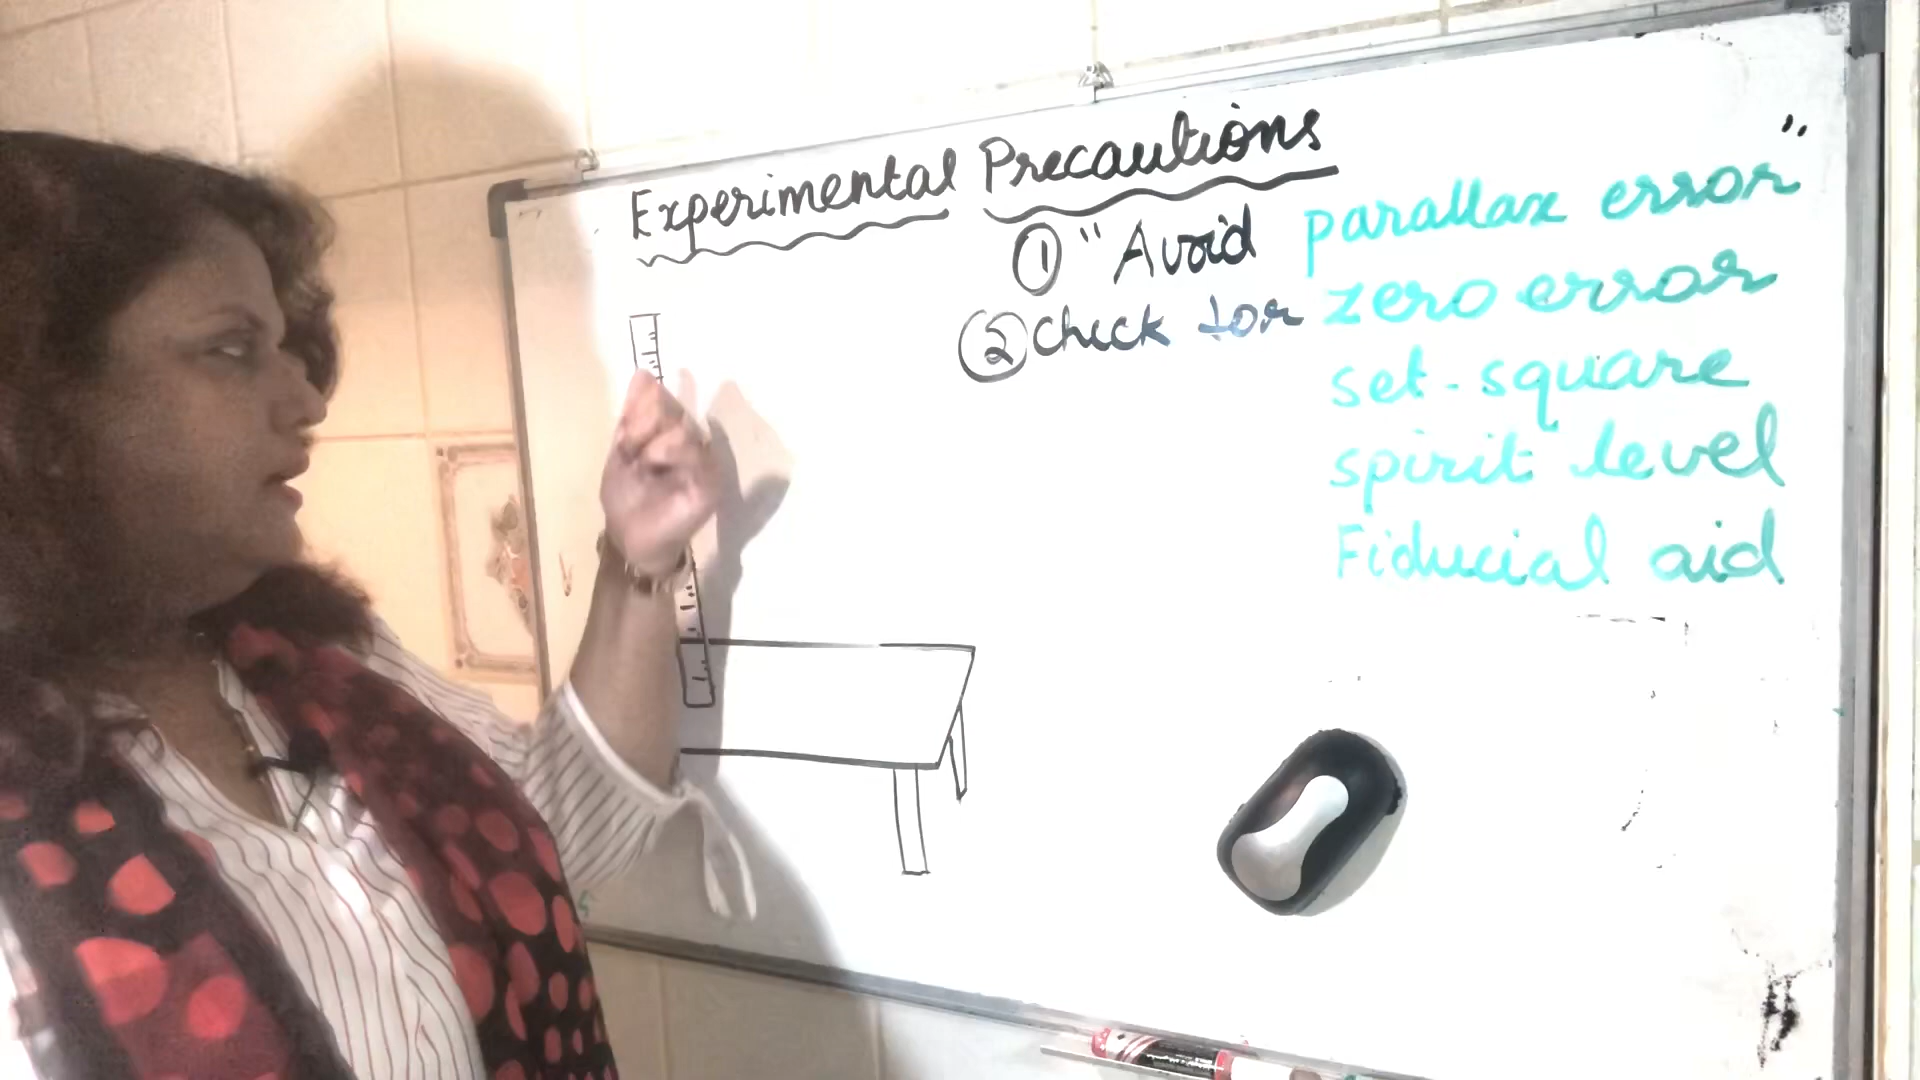 Experimental Precautions
① "Avoid parallax error"
② Check for zero error
set-square
spirit level
Fiducial aid